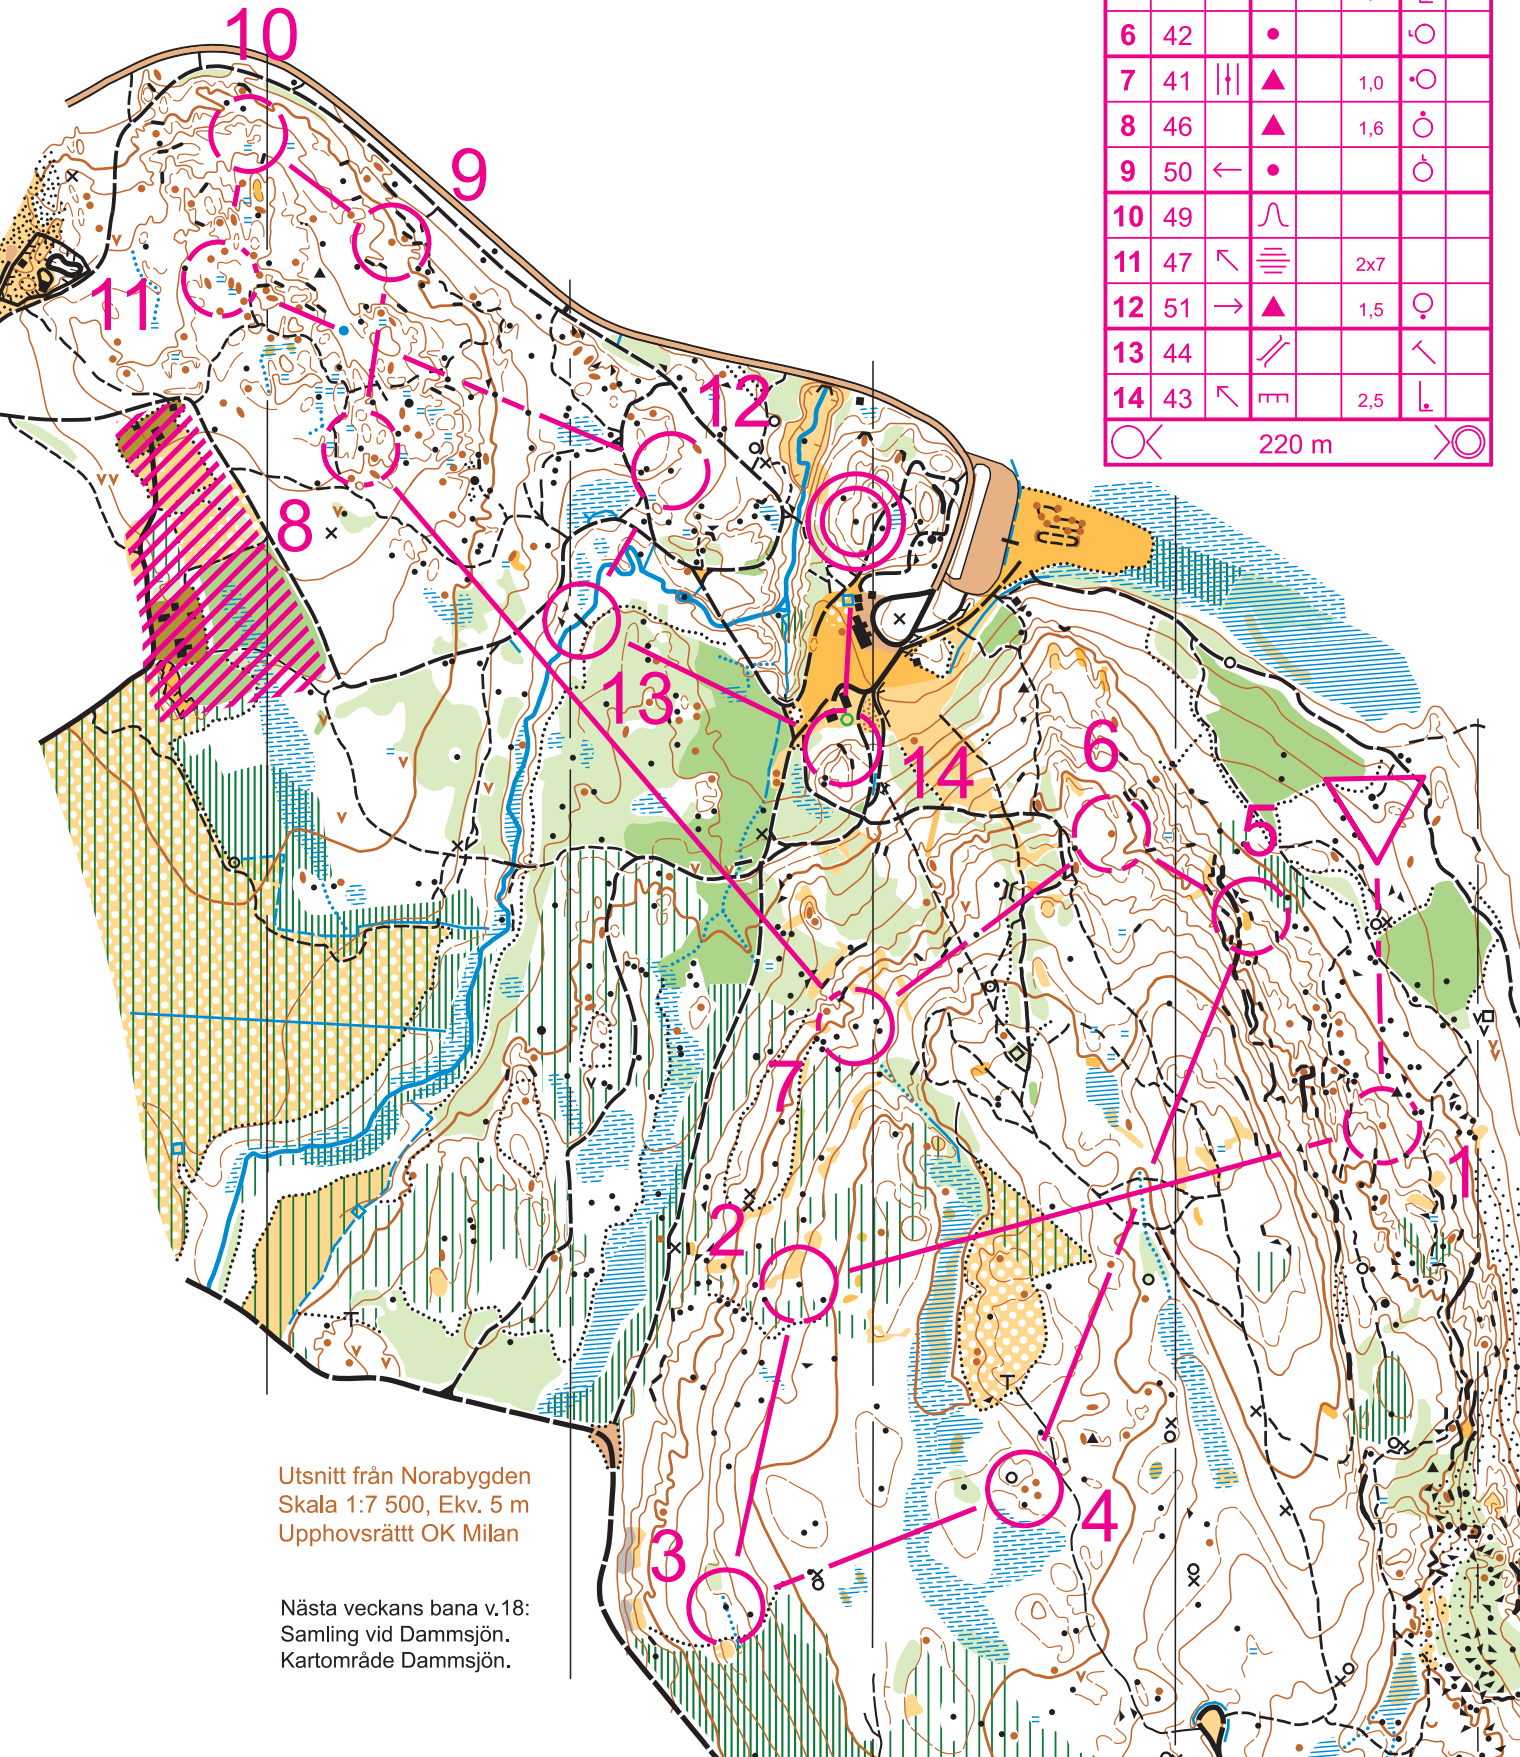 6 42
7 41 1,0
8 46 1,6
9 50
10 49
11 47 2x7
12 51 1,5
13 44
14 43 2,5
220 m
10
9
11
12
8
13
14
6
5
7
1
2
3
4
Utsnitt från Norabygden
Skala 1:7 500, Ekv. 5 m
Upphovsrättt OK Milan
Nästa veckans bana v.18:
Samling vid Dammsjön.
Kartområde Dammsjön.